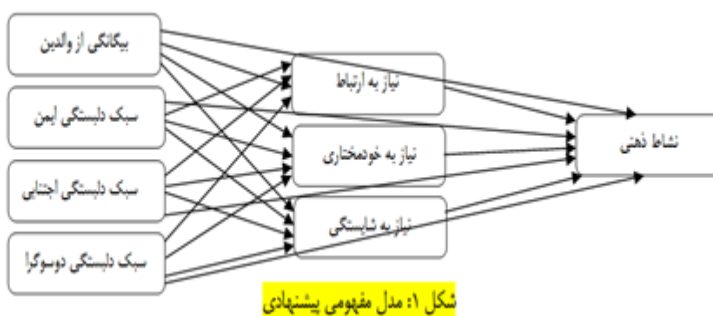 بیگانگی از والدین
سبک دلبستگی ایمن
سبک دلبستگی اجتنابی
سبک دلبستگی دوسوگرا
نیاز به ارتباط
نیاز به خودمختاری
نیاز به شایستگی
نشاط ذهنی
شکل ۱: مدل مفهومی پیشنهادی